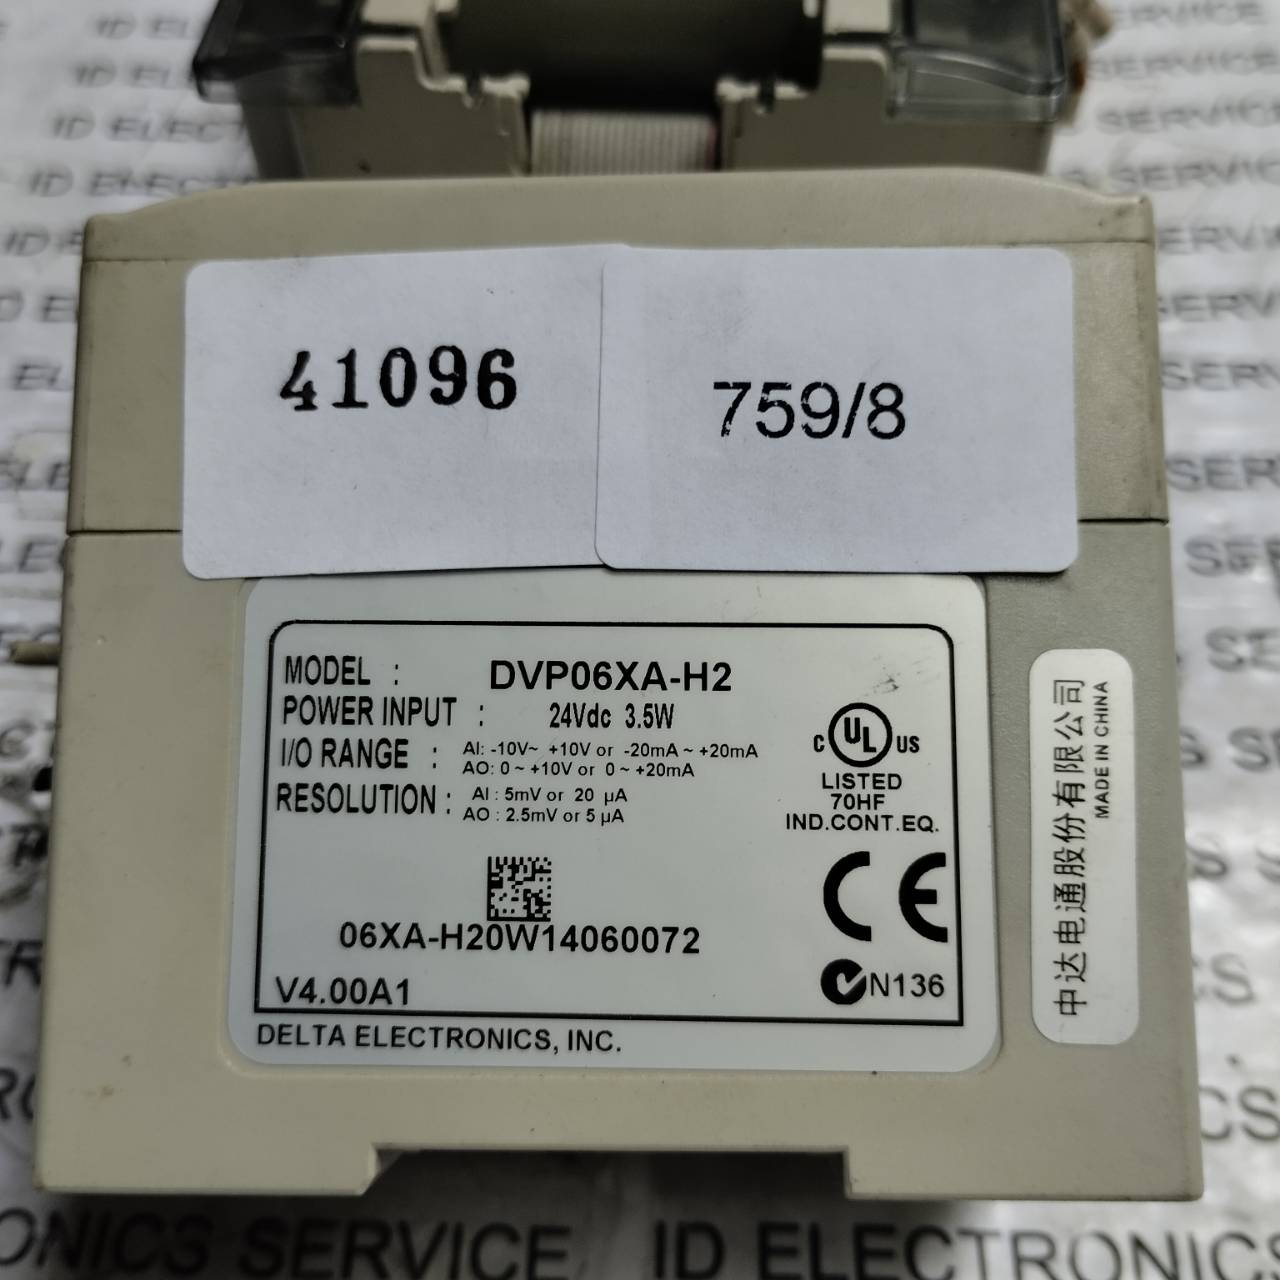 41096
759/8
MODEL : DVP06XA-H2
POWER INPUT : 24Vdc 3.5W
I/O RANGE : AI: -10V~ +10V or -20mA ~ +20mA
AO: 0 ~ +10V or 0 ~ +20mA
RESOLUTION : AI : 5mV or 20 µA
AO : 2.5mV or 5 µA
C UL US
LISTED
70HF
IND.CONT.EQ.
CE
06XA-H20W14060072
N136
V4.00A1
DELTA ELECTRONICS, INC.
中达电通股份有限公司
MADE IN CHINA
ID ELECTRONICS SERVICE